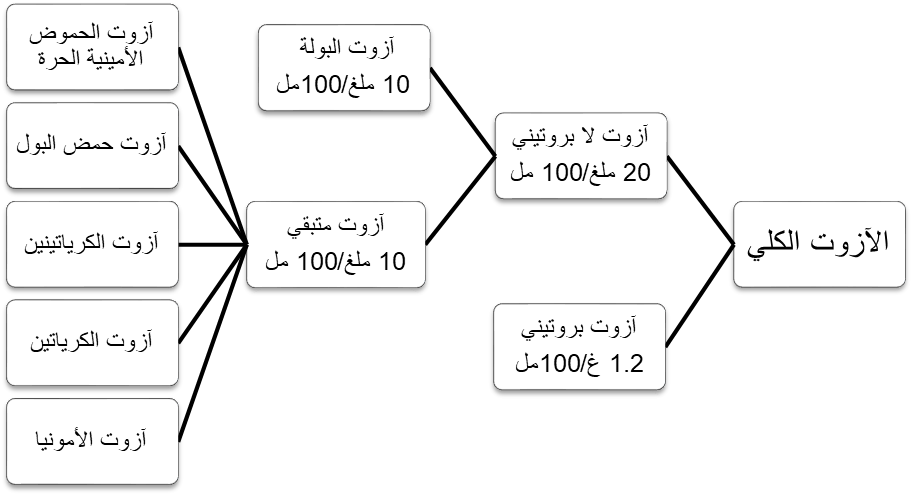 الآزوت الكلي
آزوت لا بروتيني
20 ملغ/100 مل
آزوت بروتيني
1.2 غ/100مل
آزوت البولة
10 ملغ/100مل
آزوت متبقي
10 ملغ/100 مل
آزوت الحموض
الأمينية الحرة
آزوت حمض البول
آزوت الكرياتينين
آزوت الكرياتين
آزوت الأمونيا